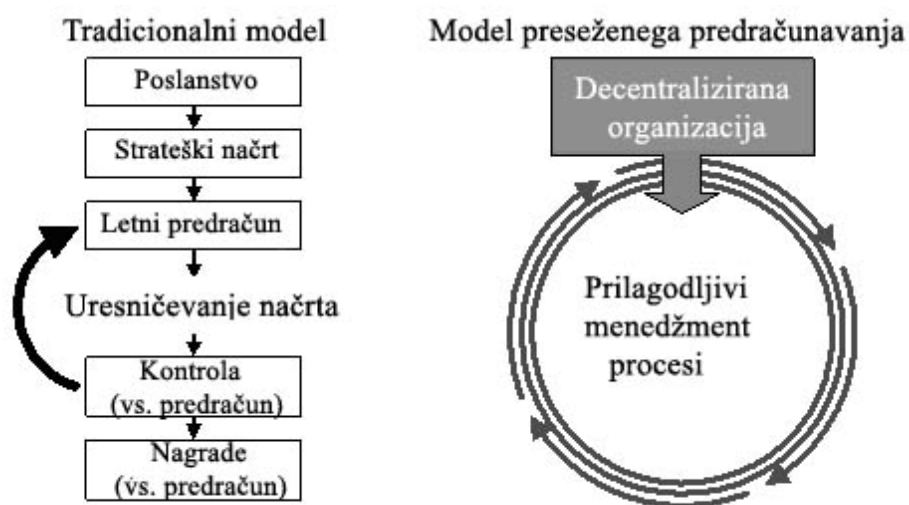 Tradicionalni model
Poslanstvo
Strateški načrt
Letni predračun
Uresničevanje načrta
Kontrola
(vs. predračun)
Nagrade
(vs. predračun)
Model preseženega predračunavanja
Decentralizirana
organizacija
Prilagodljivi
menedžment
procesi